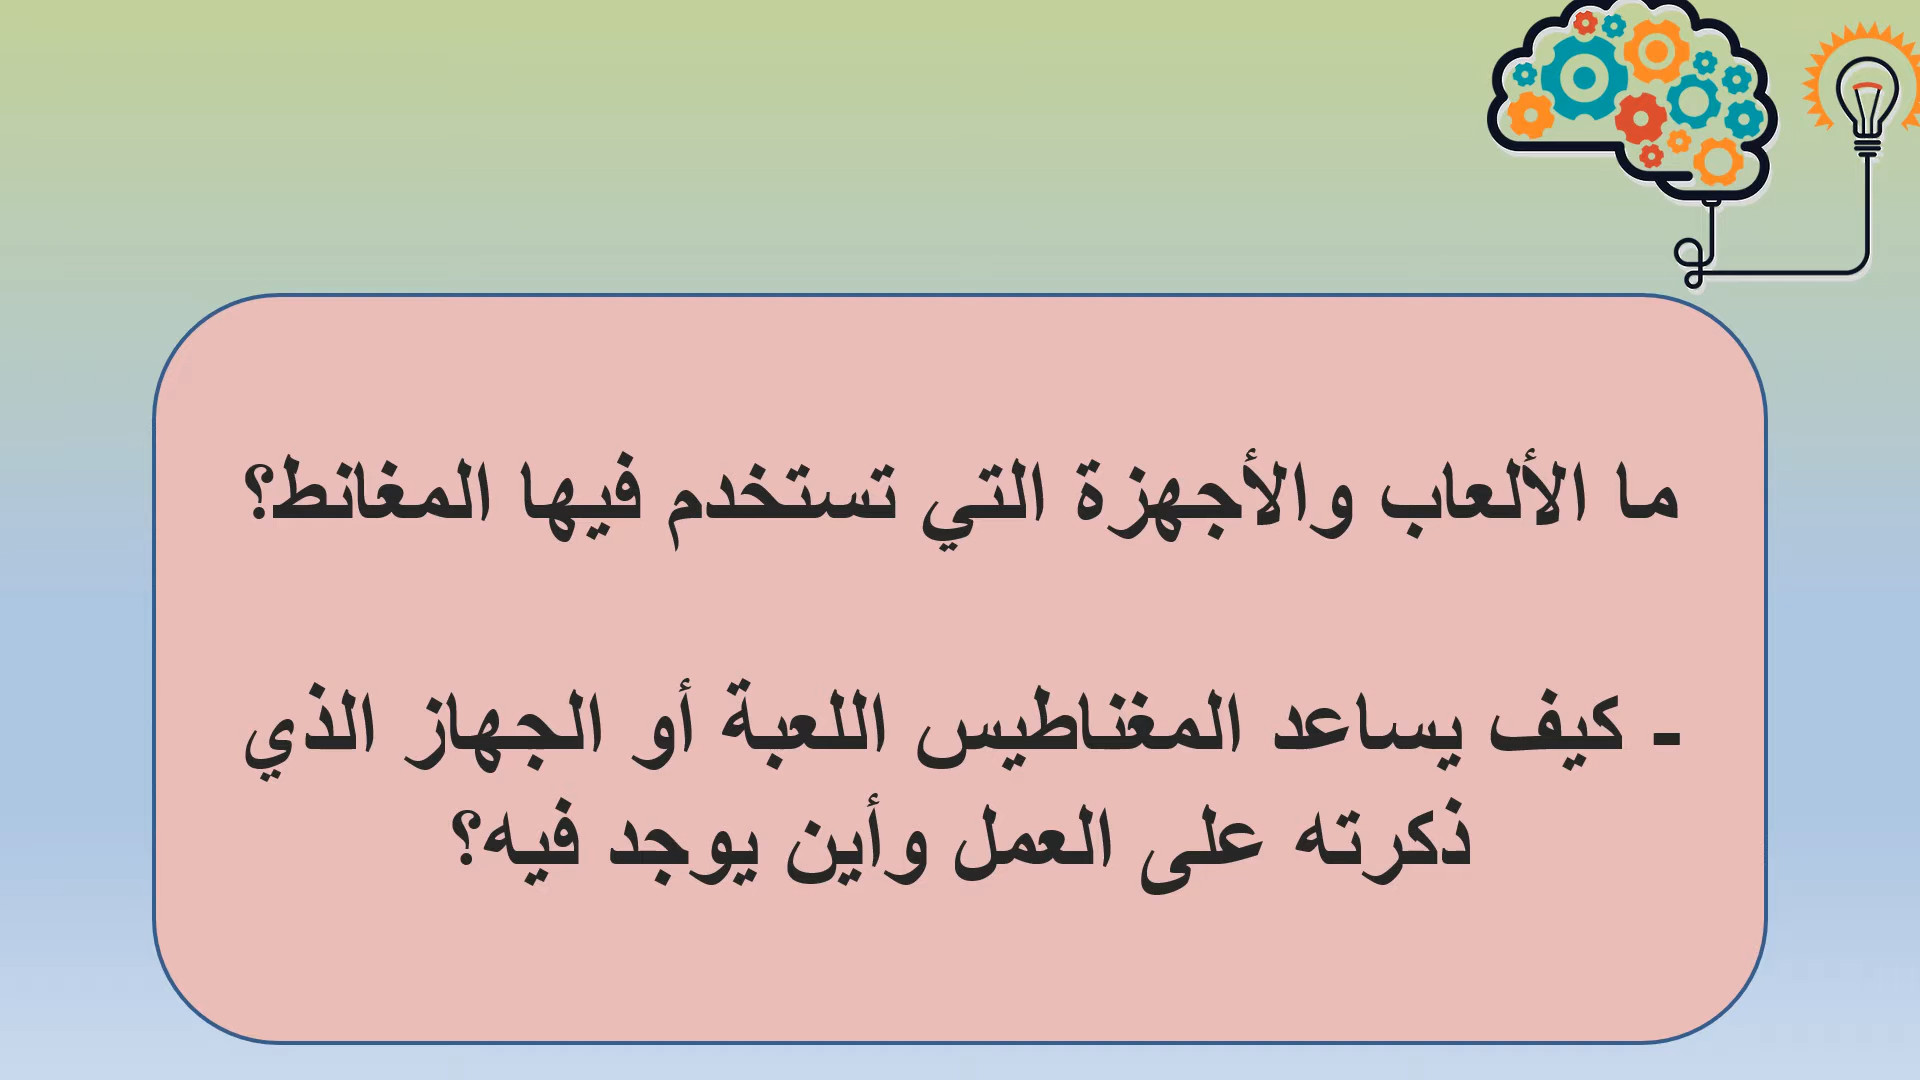 ما الألعاب والأجهزة التي تستخدم فيها المغانط؟
- كيف يساعد المغناطيس اللعبة أو الجهاز الذي
ذكرته على العمل وأين يوجد فيه؟